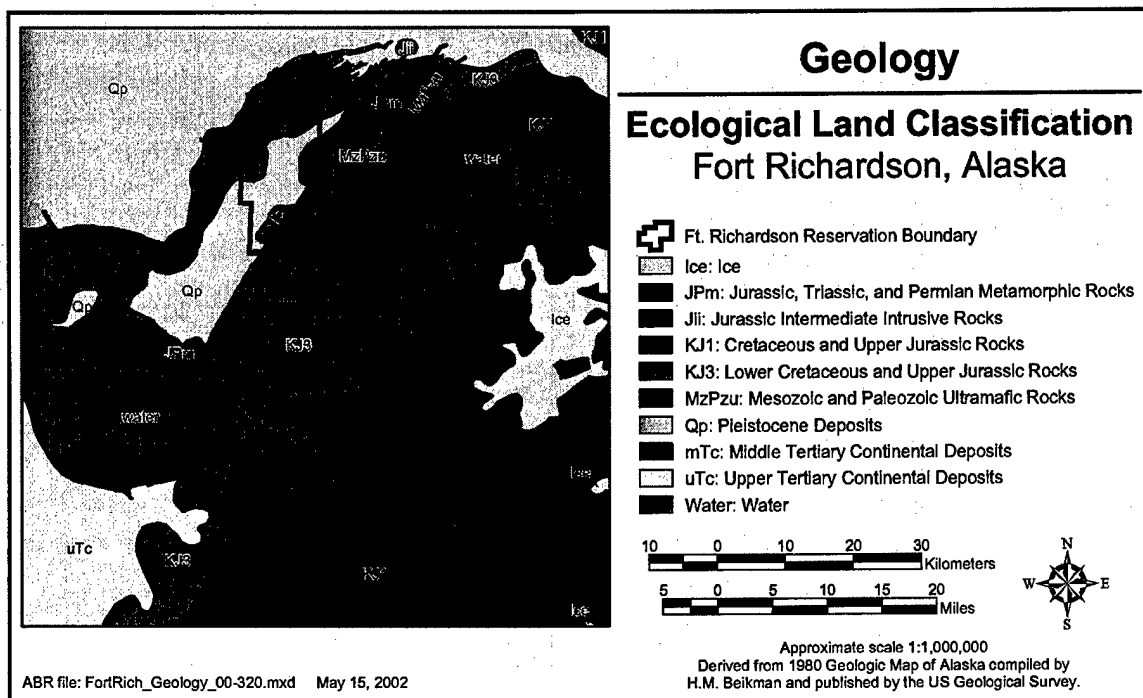 Geology
Ecological Land Classification
Fort Richardson, Alaska
Ft. Richardson Reservation Boundary
Ice: Ice
JPm: Jurassic, Triassic, and Permian Metamorphic Rocks
Jii: Jurassic Intermediate Intrusive Rocks
KJ1: Cretaceous and Upper Jurassic Rocks
KJ3: Lower Cretaceous and Upper Jurassic Rocks
MzPzu: Mesozoic and Paleozoic Ultramafic Rocks
Qp: Pleistocene Deposits
mTc: Middle Tertiary Continental Deposits
uTc: Upper Tertiary Continental Deposits
Water: Water
10 0 10 20 30
Kilometers
5 0 5 10 15 20
Miles
N
W E
S
Approximate scale 1:1,000,000
Derived from 1980 Geologic Map of Alaska compiled by
H.M. Beikman and published by the US Geological Survey.
KJ1
Jii
KJ3
Qp
JPm
water
MzPzu
water
Qp
Qp
Ice
KJ3
JPm
water
Ice
uTc
KJ3
Ice
ABR file: FortRich_Geology_00-320.mxd May 15, 2002